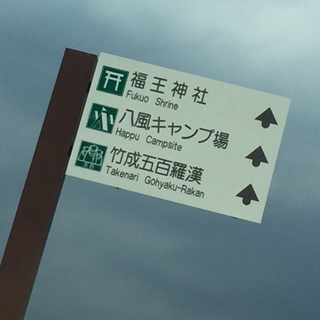 福王神社
Fukuo Shrine
八風キャンプ場
Happu Campsite
竹成五百羅漢
Takenari Gohyaku-Rakan